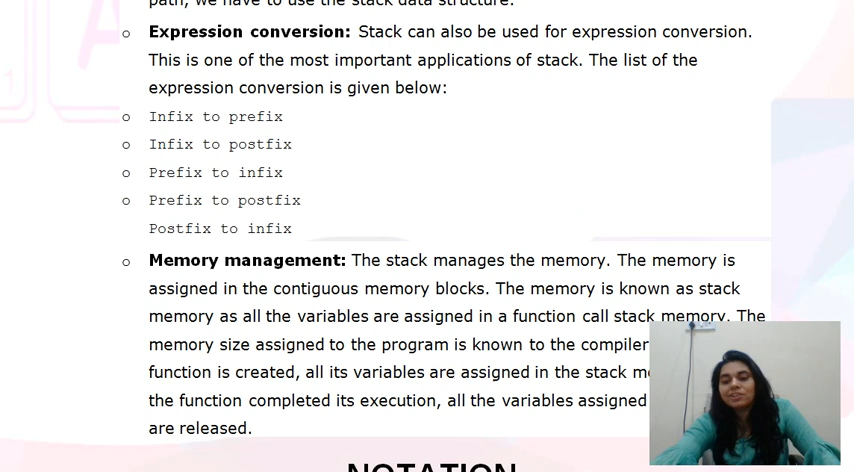 path, we have to use the stack data structure.
o Expression conversion: Stack can also be used for expression conversion.
This is one of the most important applications of stack. The list of the
expression conversion is given below:
o Infix to prefix
o Infix to postfix
o Prefix to infix
o Prefix to postfix
Postfix to infix
o Memory management: The stack manages the memory. The memory is
assigned in the contiguous memory blocks. The memory is known as stack
memory as all the variables are assigned in a function call stack memory. The
memory size assigned to the program is known to the compiler
function is created, all its variables are assigned in the stack
the function completed its execution, all the variables assigned
are released.
NOTATION